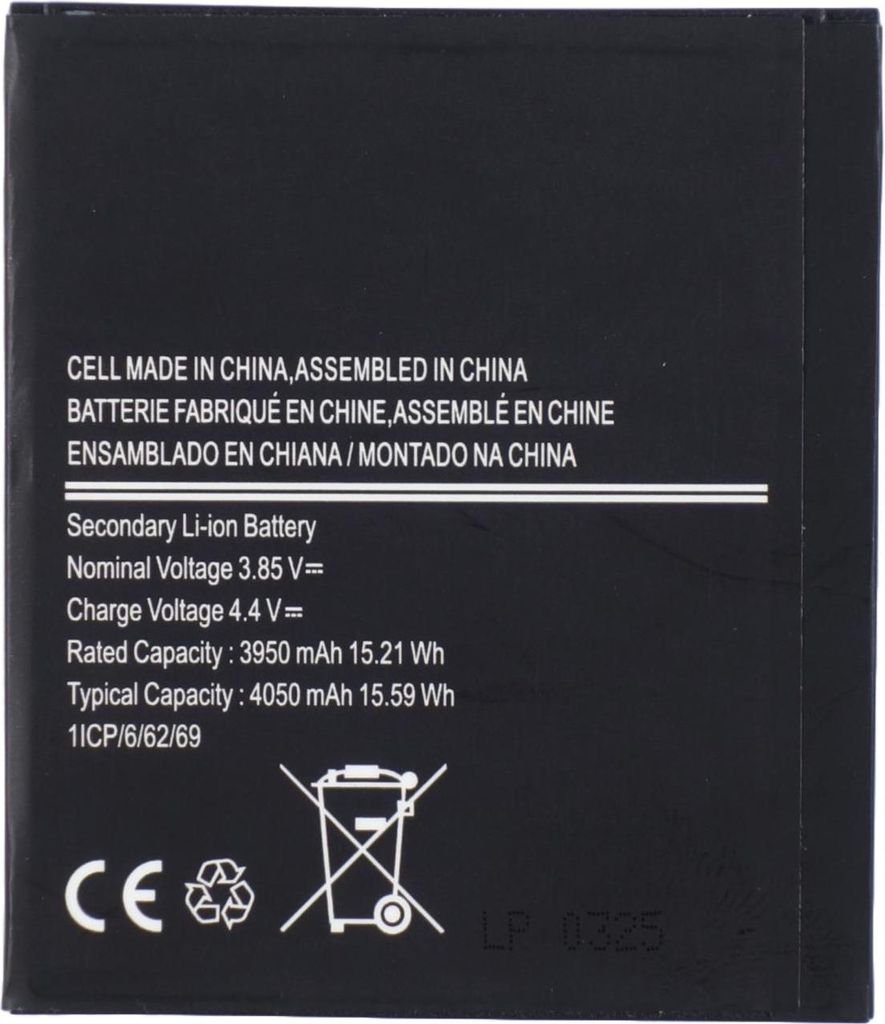 CELL MADE IN CHINA,ASSEMBLED IN CHINA
BATTERIE FABRIQUÉ EN CHINE,ASSEMBLÉ EN CHINE
ENSAMBLADO EN CHIANA / MONTADO NA CHINA
Secondary Li-ion Battery
Nominal Voltage 3.85 V⎓
Charge Voltage 4.4 V⎓
Rated Capacity : 3950 mAh 15.21 Wh
Typical Capacity : 4050 mAh 15.59 Wh
1ICP/6/62/69
CE
LP 0325